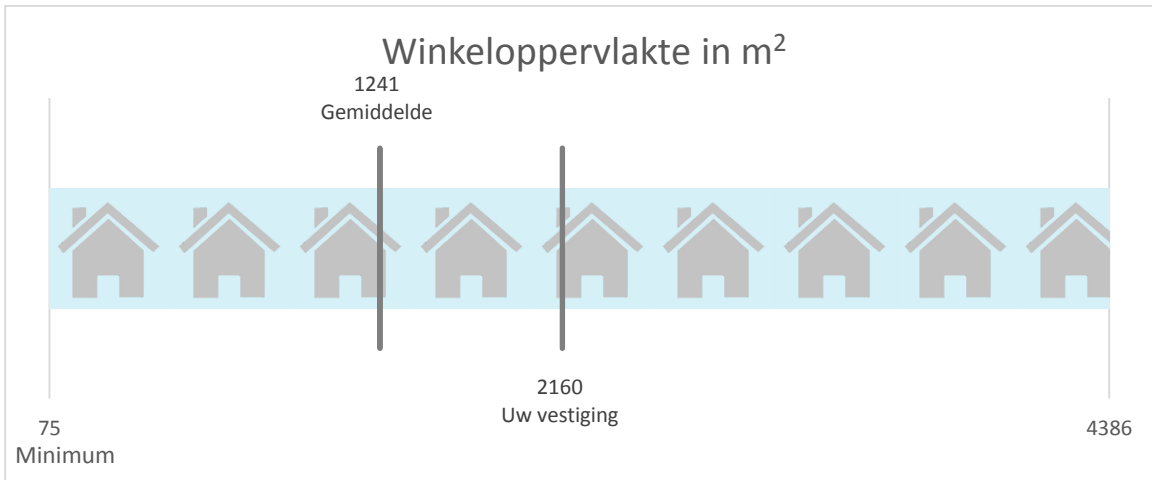 Winkeloppervlakte in m²
1241
Gemiddelde
2160
Uw vestiging
75
Minimum
4386